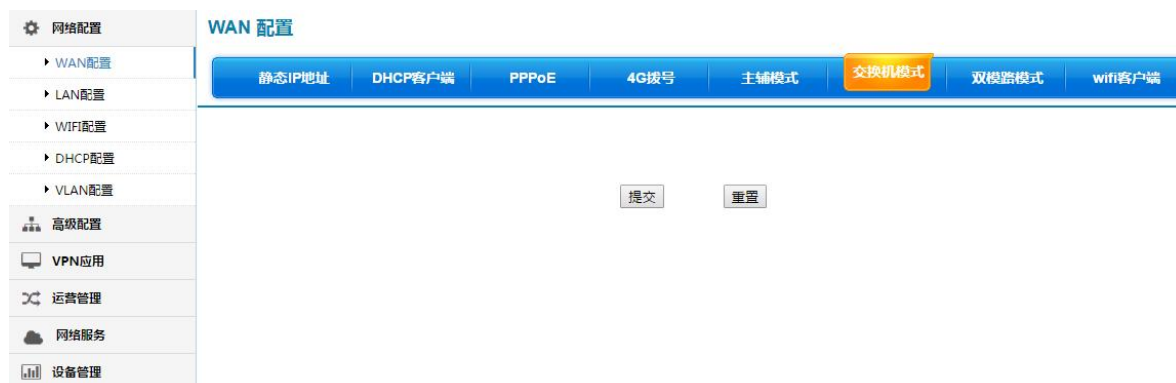 网络配置
WAN配置
LAN配置
WIFI配置
DHCP配置
VLAN配置
高级配置
VPN应用
运营管理
网络服务
设备管理
WAN 配置
静态IP地址 DHCP客户端 PPPoE 4G拨号 主辅模式 交换机模式 双模路模式 wifi客户端
提交 重置